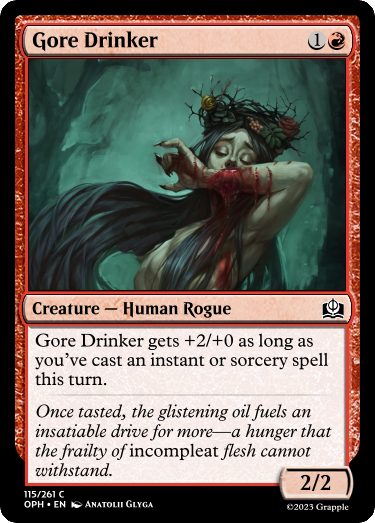 Gore Drinker
1
Creature — Human Rogue
Gore Drinker gets +2/+0 as long as
you've cast an instant or sorcery spell
this turn.
Once tasted, the glistening oil fuels an
insatiable drive for more—a hunger that
the frailty of incompleat flesh cannot
withstand.
2/2
115/261 C
OPH • EN Anatolii Glyga
©2023 Grapple